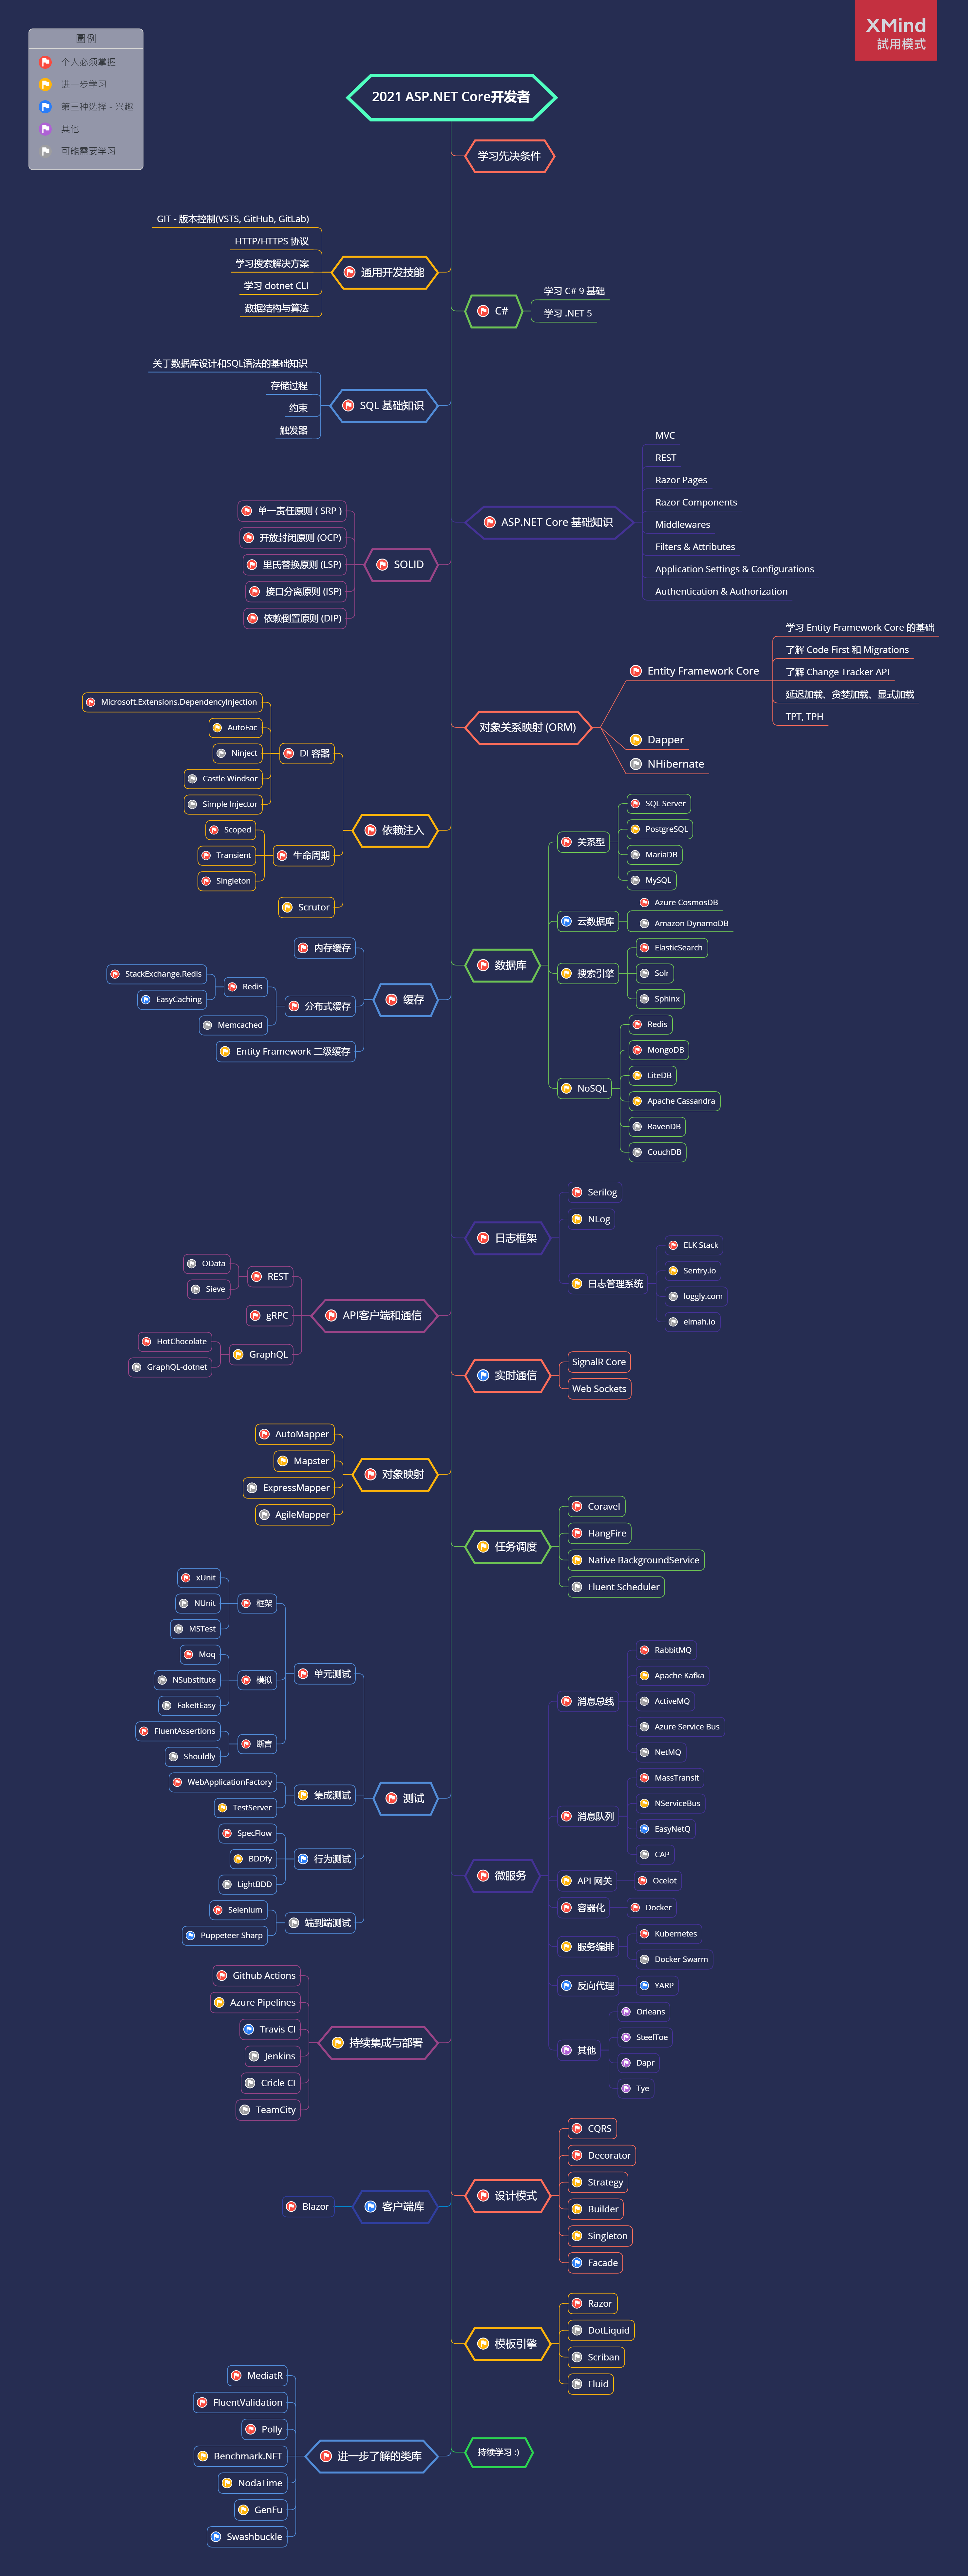 XMind
試用模式
圖例
个人必须掌握
进一步学习
第三种选择 - 兴趣
其他
可能需要学习
2021 ASP.NET Core开发者
学习先决条件
通用开发技能
GIT - 版本控制(VSTS, GitHub, GitLab)
HTTP/HTTPS 协议
学习搜索解决方案
学习 dotnet CLI
数据结构与算法
C#
学习 C# 9 基础
学习 .NET 5
SQL 基础知识
关于数据库设计和SQL语法的基础知识
存储过程
约束
触发器
ASP.NET Core 基础知识
MVC
REST
Razor Pages
Razor Components
Middlewares
Filters & Attributes
Application Settings & Configurations
Authentication & Authorization
SOLID
单一责任原则 ( SRP )
开放封闭原则 (OCP)
里氏替换原则 (LSP)
接口分离原则 (ISP)
依赖倒置原则 (DIP)
对象关系映射 (ORM)
Entity Framework Core
学习 Entity Framework Core 的基础
了解 Code First 和 Migrations
了解 Change Tracker API
延迟加载、贪婪加载、显式加载
TPT, TPH
Dapper
NHibernate
依赖注入
DI 容器
Microsoft.Extensions.DependencyInjection
AutoFac
Ninject
Castle Windsor
Simple Injector
生命周期
Scoped
Transient
Singleton
Scrutor
数据库
关系型
SQL Server
PostgreSQL
MariaDB
MySQL
云数据库
Azure CosmosDB
Amazon DynamoDB
搜索引擎
ElasticSearch
Solr
Sphinx
NoSQL
Redis
MongoDB
LiteDB
Apache Cassandra
RavenDB
CouchDB
缓存
内存缓存
分布式缓存
Redis
StackExchange.Redis
EasyCaching
Memcached
Entity Framework 二级缓存
日志框架
Serilog
NLog
日志管理系统
ELK Stack
Sentry.io
loggly.com
elmah.io
API客户端和通信
REST
OData
Sieve
gRPC
GraphQL
HotChocolate
GraphQL-dotnet
实时通信
SignalR Core
Web Sockets
对象映射
AutoMapper
Mapster
ExpressMapper
AgileMapper
任务调度
Coravel
HangFire
Native BackgroundService
Fluent Scheduler
测试
单元测试
框架
xUnit
NUnit
MSTest
模拟
Moq
NSubstitute
FakeItEasy
断言
FluentAssertions
Shouldly
集成测试
WebApplicationFactory
TestServer
行为测试
SpecFlow
BDDfy
LightBDD
端到端测试
Selenium
Puppeteer Sharp
微服务
消息总线
RabbitMQ
Apache Kafka
ActiveMQ
Azure Service Bus
NetMQ
消息队列
MassTransit
NServiceBus
EasyNetQ
CAP
API 网关
Ocelot
容器化
Docker
服务编排
Kubernetes
Docker Swarm
反向代理
YARP
其他
Orleans
SteelToe
Dapr
Tye
持续集成与部署
Github Actions
Azure Pipelines
Travis CI
Jenkins
Cricle CI
TeamCity
设计模式
CQRS
Decorator
Strategy
Builder
Singleton
Facade
客户端库
Blazor
模板引擎
Razor
DotLiquid
Scriban
Fluid
进一步了解的类库
MediatR
FluentValidation
Polly
Benchmark.NET
NodaTime
GenFu
Swashbuckle
持续学习 :)